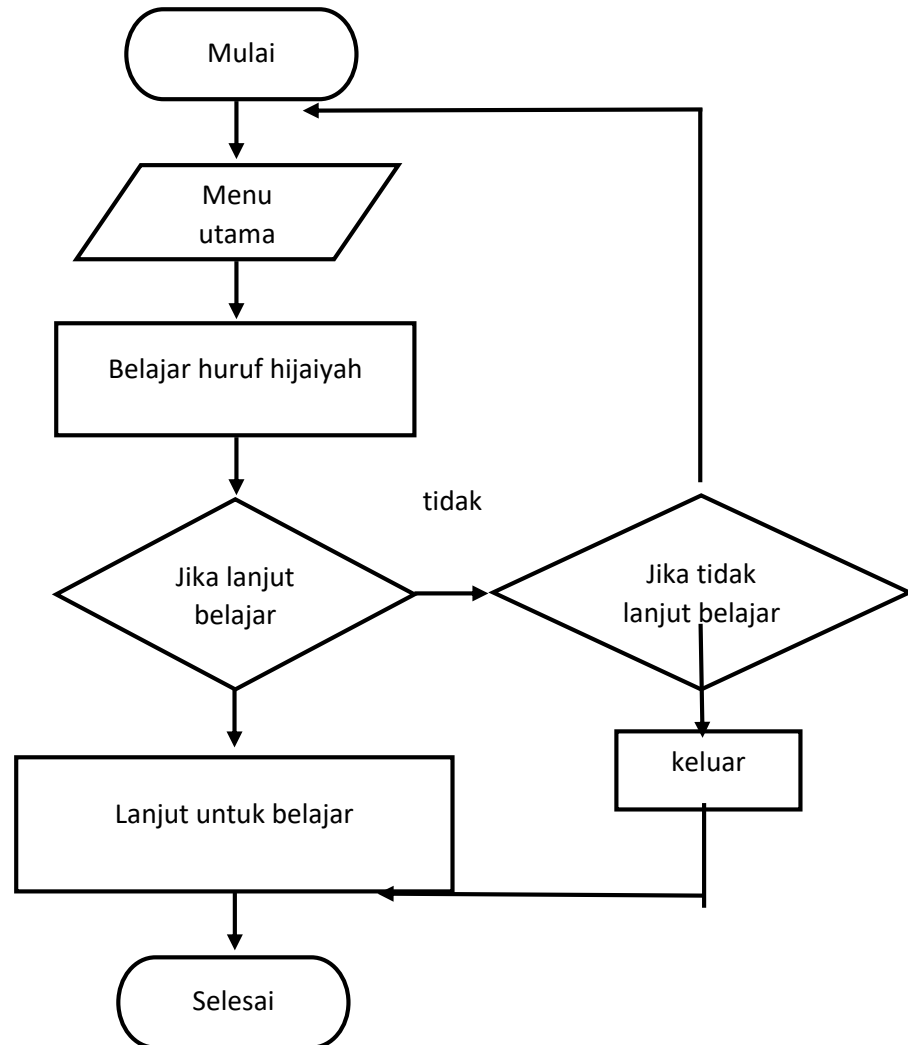 Mulai
Menu
utama
Belajar huruf hijaiyah
tidak
Jika lanjut
belajar
Jika tidak
lanjut belajar
keluar
Lanjut untuk belajar
Selesai